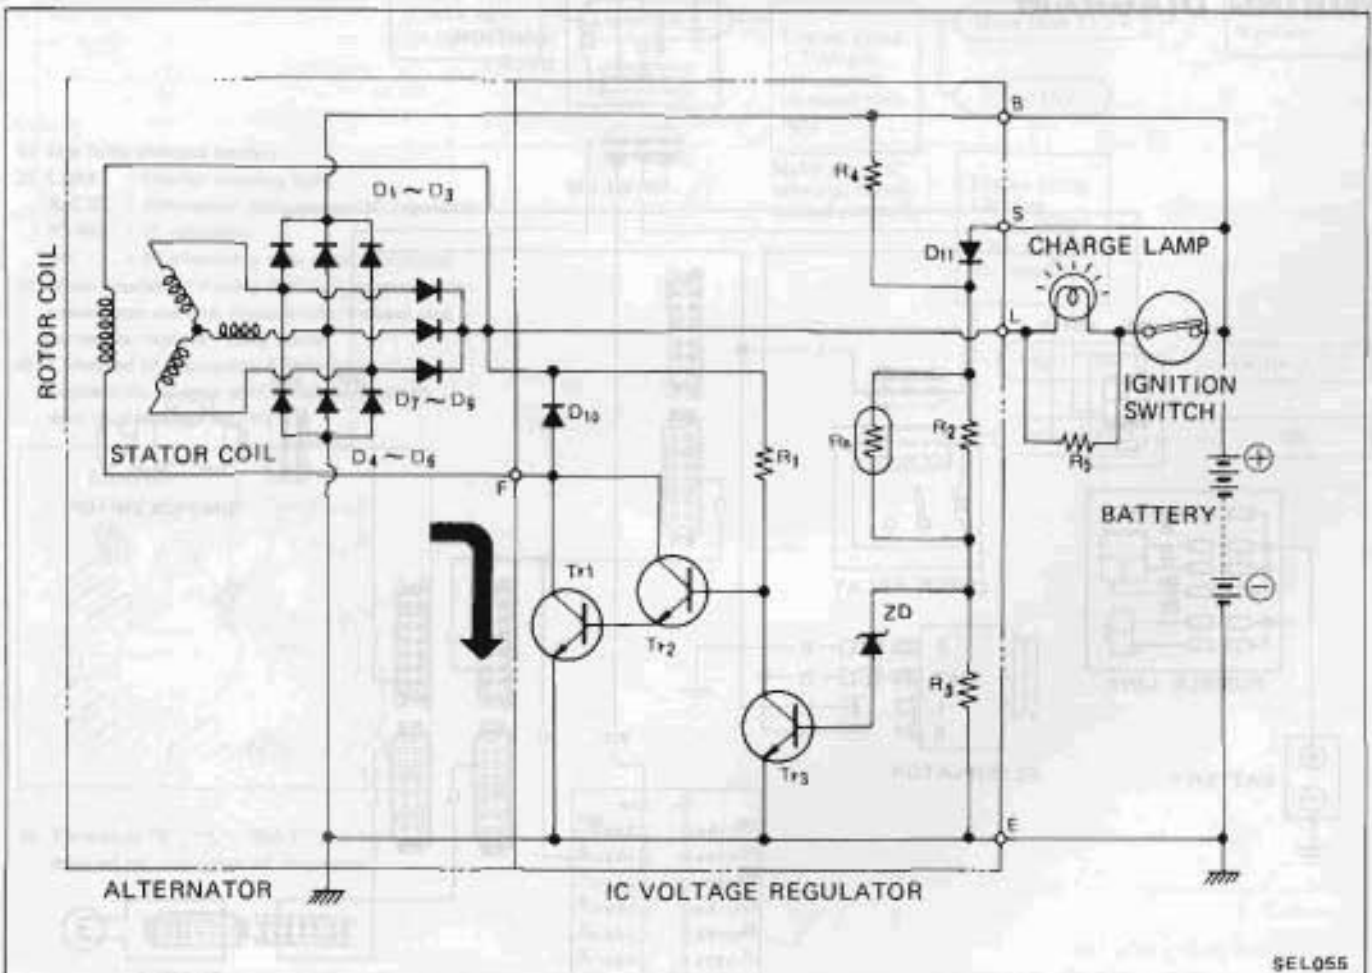 B
D1 ~ D3
R4
S
D11
CHARGE LAMP
ROTOR COIL
L
IGNITION
SWITCH
D7 ~ D9
D10
R1
R2
R5
STATOR COIL
D4 ~ D6
F
BATTERY
+
Tr1
Tr2
ZD
−
R3
Tr3
E
ALTERNATOR
IC VOLTAGE REGULATOR
SEL055